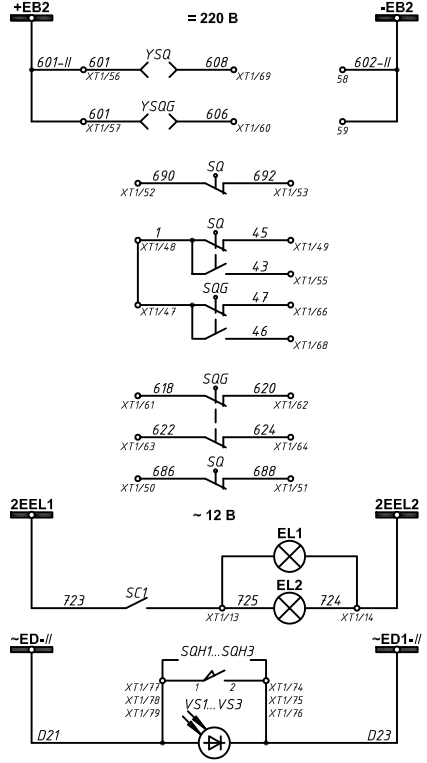 +EB2 = 220 В -EB2
601-II 601 YSQ 608 602-II
XT1/56 XT1/69 58
601 YSQG 606
XT1/57 XT1/60 59
690 SQ 692
XT1/52 XT1/53
1 SQ 45
XT1/48 XT1/49
43
XT1/55
SQG 47
XT1/47 XT1/66
46
XT1/68
618 SQG 620
XT1/61 XT1/62
622 624
XT1/63 XT1/64
686 SQ 688
XT1/50 XT1/51
2EEL1 ~ 12 В 2EEL2
EL1
EL2
723 SC1 725 724
XT1/13 XT1/14
~ED-II ~ED1-II
SQH1...SQH3
XT1/77 1 2 XT1/74
XT1/78 XT1/75
XT1/79 XT1/76
VS1...VS3
D21 D23